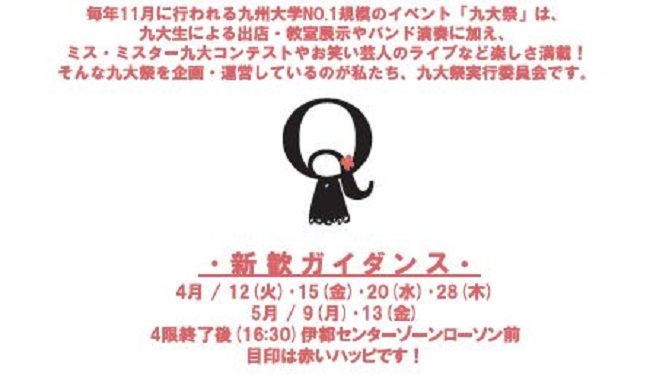 毎年11月に行われる九州大学NO.1規模のイベント「九大祭」は、
九大生による出店・教室展示やバンド演奏に加え、
ミス・ミスター九大コンテストやお笑い芸人のライブなど楽しさ満載！
そんな九大祭を企画・運営しているのが私たち、九大祭実行委員会です。
・新歓ガイダンス・
4月 / 12(火)・15(金)・20(水)・28(木)
5月 / 9(月)・13(金)
4限終了後(16:30)伊都センターゾーンローソン前
目印は赤いハッピです！